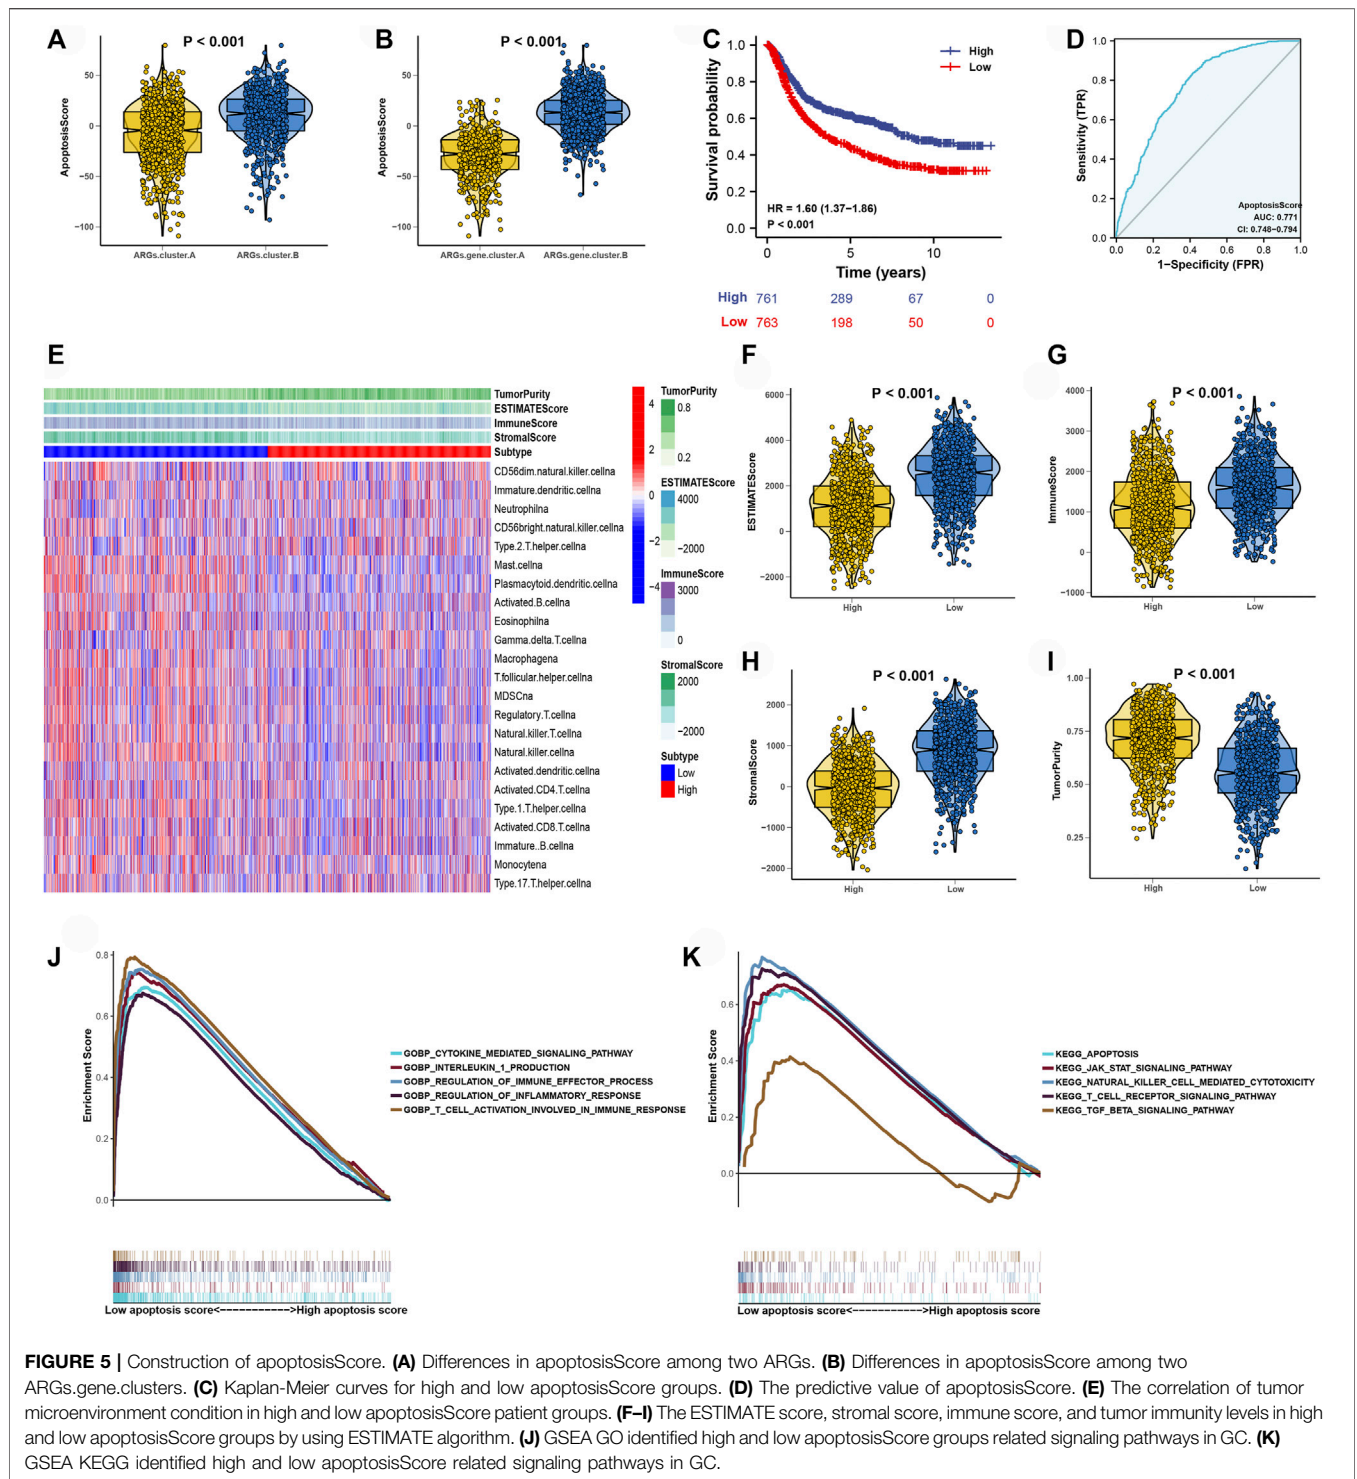 A
P < 0.001
ApoptosisScore
50
0
−50
−100
ARGs.cluster.A
ARGs.cluster.B
B
P < 0.001
ApoptosisScore
50
0
−50
−100
ARGs.gene.cluster.A
ARGs.gene.cluster.B
C
Survival probability
1.0
0.8
0.6
0.4
0.2
0.0
High
Low
HR = 1.60 (1.37−1.86)
P < 0.001
0
5
10
Time (years)
High 761 289 67 0
Low 763 198 50 0
D
Sensitivity (TPR)
1.0
0.8
0.6
0.4
0.2
0.0
ApoptosisScore
AUC: 0.771
CI: 0.748−0.794
0.0 0.2 0.4 0.6 0.8 1.0
1−Specificity (FPR)
E
TumorPurity
ESTIMATEScore
ImmuneScore
StromalScore
Subtype
CD56dim.natural.killer.cellna
Immature.dendritic.cellna
Neutrophilna
CD56bright.natural.killer.cellna
Type.2.T.helper.cellna
Mast.cellna
Plasmacytoid.dendritic.cellna
Activated.B.cellna
Eosinophilna
Gamma.delta.T.cellna
Macrophagena
T.follicular.helper.cellna
MDSCna
Regulatory.T.cellna
Natural.killer.T.cellna
Natural.killer.cellna
Activated.dendritic.cellna
Activated.CD4.T.cellna
Type.1.T.helper.cellna
Activated.CD8.T.cellna
Immature..B.cellna
Monocytena
Type.17.T.helper.cellna
4
2
0
−2
−4
TumorPurity
0.8
0.2
ESTIMATEScore
4000
−2000
ImmuneScore
3000
0
StromalScore
2000
−2000
Subtype
Low
High
F
P < 0.001
ESTIMATEScore
6000
4000
2000
0
−2000
High
Low
G
P < 0.001
ImmuneScore
4000
3000
2000
1000
0
−1000
High
Low
H
P < 0.001
StromalScore
2000
1000
0
−1000
−2000
High
Low
I
P < 0.001
TumorPurity
1.00
0.75
0.50
0.25
High
Low
J
Enrichment Score
0.8
0.6
0.4
0.2
0.0
GOBP_CYTOKINE_MEDIATED_SIGNALING_PATHWAY
GOBP_INTERLEUKIN_1_PRODUCTION
GOBP_REGULATION_OF_IMMUNE_EFFECTOR_PROCESS
GOBP_REGULATION_OF_INFLAMMATORY_RESPONSE
GOBP_T_CELL_ACTIVATION_INVOLVED_IN_IMMUNE_RESPONSE
Low apoptosis score<------------>High apoptosis score
K
Enrichment Score
0.6
0.4
0.2
0.0
KEGG_APOPTOSIS
KEGG_JAK_STAT_SIGNALING_PATHWAY
KEGG_NATURAL_KILLER_CELL_MEDIATED_CYTOTOXICITY
KEGG_T_CELL_RECEPTOR_SIGNALING_PATHWAY
KEGG_TGF_BETA_SIGNALING_PATHWAY
Low apoptosis score<------------>High apoptosis score
FIGURE 5 | Construction of apoptosisScore. (A) Differences in apoptosisScore among two ARGs. (B) Differences in apoptosisScore among two
ARGs.gene.clusters. (C) Kaplan-Meier curves for high and low apoptosisScore groups. (D) The predictive value of apoptosisScore. (E) The correlation of tumor
microenvironment condition in high and low apoptosisScore patient groups. (F–I) The ESTIMATE score, stromal score, immune score, and tumor immunity levels in high
and low apoptosisScore groups by using ESTIMATE algorithm. (J) GSEA GO identified high and low apoptosisScore groups related signaling pathways in GC. (K)
GSEA KEGG identified high and low apoptosisScore related signaling pathways in GC.